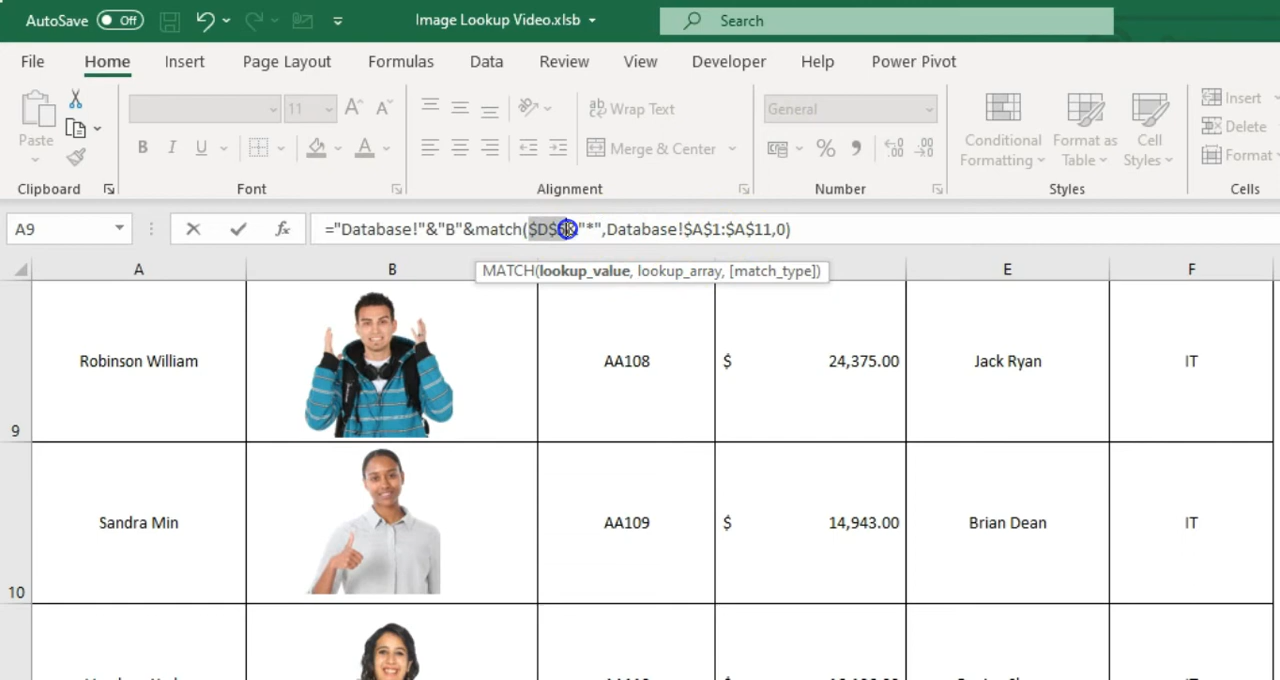 AutoSave Off Image Lookup Video.xlsb Search
File Home Insert Page Layout Formulas Data Review View Developer Help Power Pivot
11 Wrap Text General Insert
Paste B I U Merge & Center Conditional Formatting Format as Table Cell Styles Delete
Format
Clipboard Font Alignment Number Styles Cells
A9 fx ="Database!"&"B"&match($D$5&"*",Database!$A$1:$A$11,0)
MATCH(lookup_value, lookup_array, [match_type])
A B E F
Robinson William AA108 $ 24,375.00 Jack Ryan IT
9
Sandra Min AA109 $ 14,943.00 Brian Dean IT
10